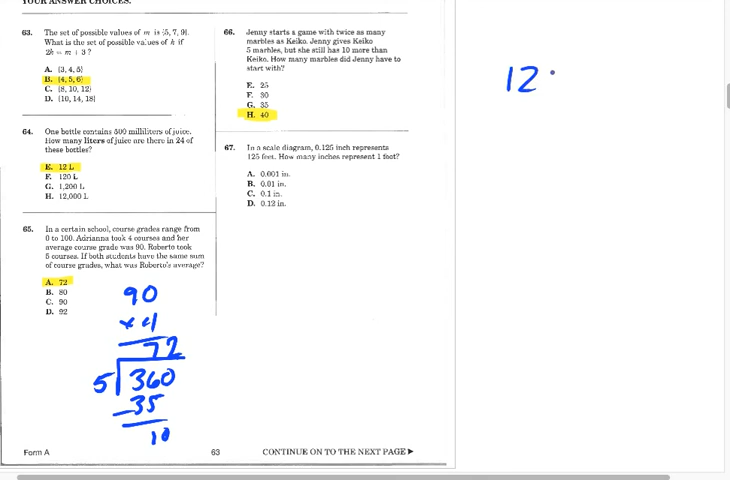 YOUR ANSWER CHOICES.
63. The set of possible values of m is {5, 7, 9}.
What is the set of possible values of k if
2k = m + 3?
A. {3, 4, 5}
B. {4, 5, 6}
C. {8, 10, 12}
D. {10, 14, 18}
64. One bottle contains 500 milliliters of juice.
How many liters of juice are there in 24 of
these bottles?
E. 12 L
F. 120 L
G. 1,200 L
H. 12,000 L
65. In a certain school, course grades range from
0 to 100. Adrianna took 4 courses and her
average course grade was 90. Roberto took
5 courses. If both students have the same sum
of course grades, what was Roberto's average?
A. 72
B. 80
C. 90
D. 92
90
x 4
72
5 360
-35
10
66. Jenny starts a game with twice as many
marbles as Keiko. Jenny gives Keiko
5 marbles, but she still has 10 more than
Keiko. How many marbles did Jenny have to
start with?
E. 25
F. 30
G. 35
H. 40
67. In a scale diagram, 0.125 inch represents
125 feet. How many inches represent 1 foot?
A. 0.001 in.
B. 0.01 in.
C. 0.1 in.
D. 0.12 in.
12
Form A
63
CONTINUE ON TO THE NEXT PAGE ►